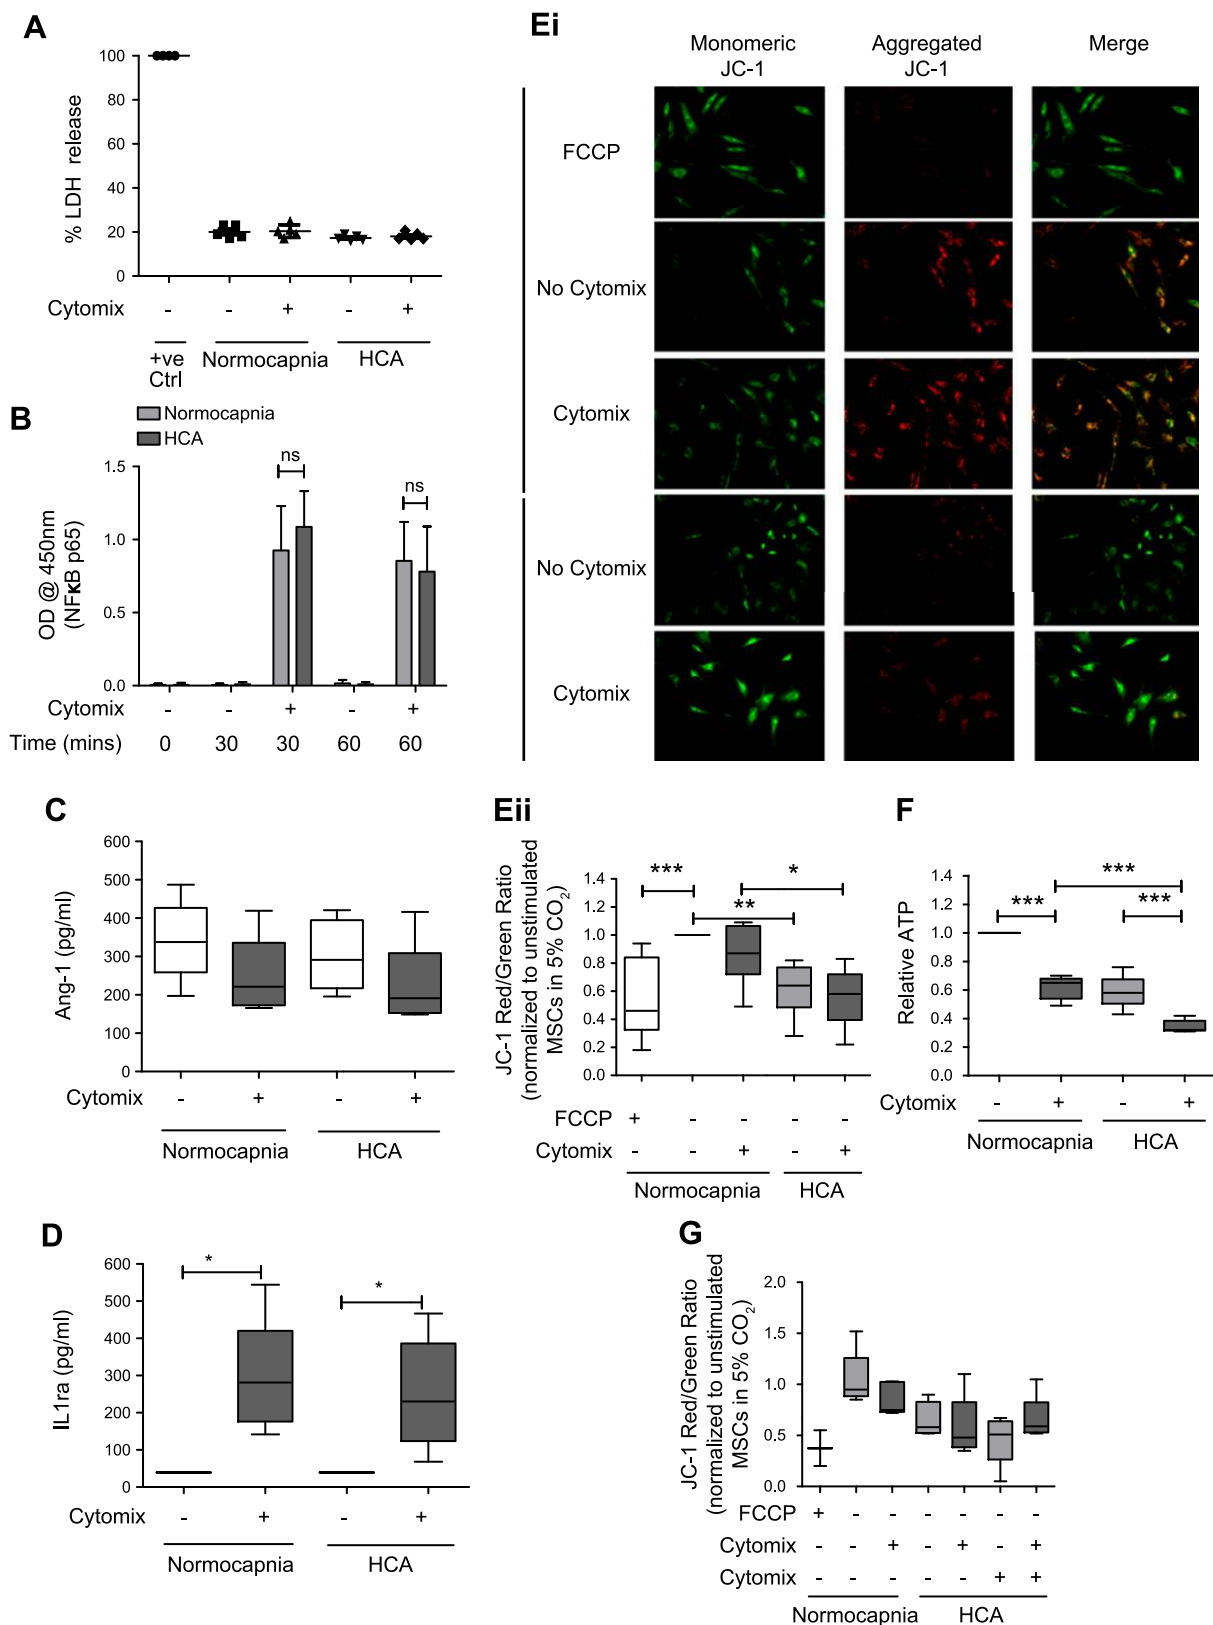 A
% LDH release
100
80
60
40
20
0
Cytomix
- - + - +
+ve
Ctrl
Normocapnia
HCA
B
Normocapnia
HCA
OD @ 450nm
(NFκB p65)
1.5
1.0
0.5
0.0
ns
ns
Cytomix
- - + - +
Time (mins)
0 30 30 60 60
C
Ang-1 (pg/ml)
600
500
400
300
200
100
0
Cytomix
- + - +
Normocapnia
HCA
D
IL1ra (pg/ml)
600
500
400
300
200
100
0
*
*
Cytomix
- + - +
Normocapnia
HCA
Ei
Monomeric
JC-1
Aggregated
JC-1
Merge
FCCP
No Cytomix
Cytomix
No Cytomix
Cytomix
Eii
JC-1 Red/Green Ratio
(normalized to unstimulated
MSCs in 5% CO2)
1.4
1.2
1.0
0.8
0.6
0.4
0.2
0.0
***
*
**
FCCP
+ - - - -
Cytomix
- - + - +
Normocapnia
HCA
F
Relative ATP
1.4
1.2
1.0
0.8
0.6
0.4
0.2
0.0
***
***
***
Cytomix
- + - +
Normocapnia
HCA
G
JC-1 Red/Green Ratio
(normalized to unstimulated
MSCs in 5% CO2)
2.0
1.5
1.0
0.5
0.0
FCCP
+ - - - - - -
Cytomix
- - + - + - +
Cytomix
- - - - - + +
Normocapnia
HCA